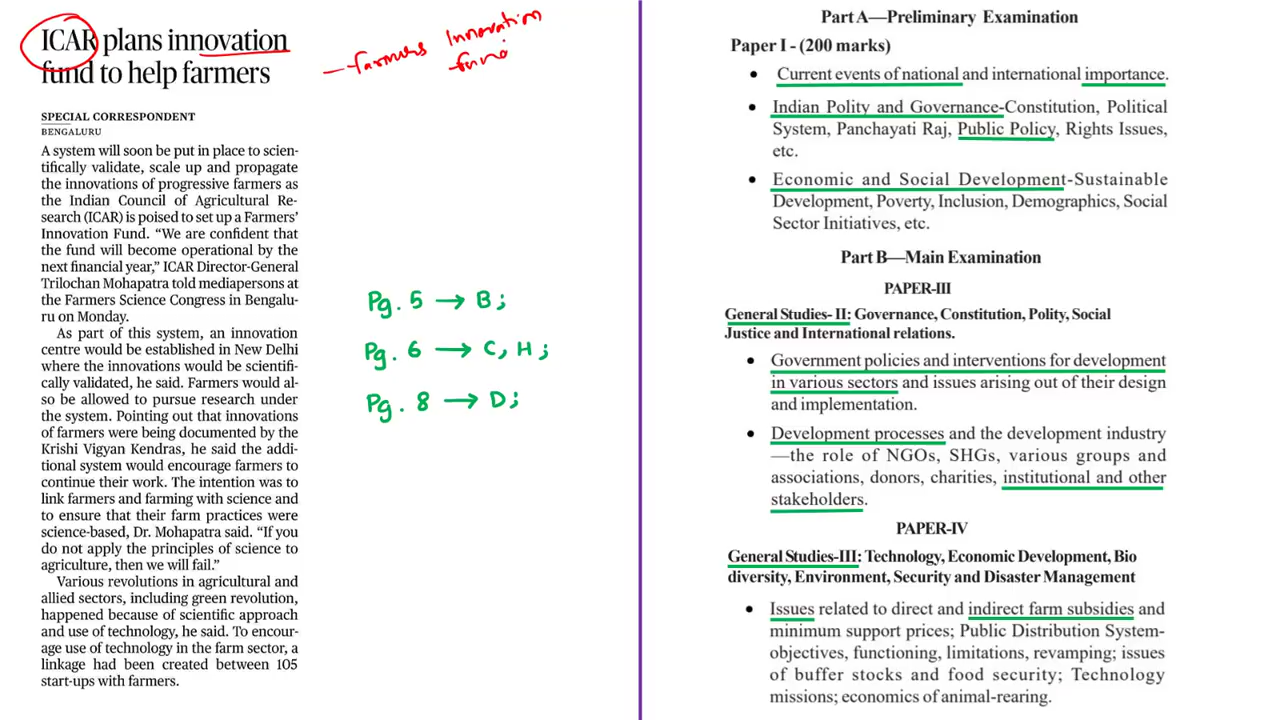 ICAR plans innovation
fund to help farmers
— farmers Innovation
fund
SPECIAL CORRESPONDENT
BENGALURU
A system will soon be put in place to scien-
tifically validate, scale up and propagate
the innovations of progressive farmers as
the Indian Council of Agricultural Re-
search (ICAR) is poised to set up a Farmers'
Innovation Fund. “We are confident that
the fund will become operational by the
next financial year,” ICAR Director-General
Trilochan Mohapatra told mediapersons at
the Farmers Science Congress in Bengalu-
ru on Monday.
As part of this system, an innovation
centre would be established in New Delhi
where the innovations would be scientifi-
cally validated, he said. Farmers would al-
so be allowed to pursue research under
the system. Pointing out that innovations
of farmers were being documented by the
Krishi Vigyan Kendras, he said the addi-
tional system would encourage farmers to
continue their work. The intention was to
link farmers and farming with science and
to ensure that their farm practices were
science-based, Dr. Mohapatra said. “If you
do not apply the principles of science to
agriculture, then we will fail.”
Various revolutions in agricultural and
allied sectors, including green revolution,
happened because of scientific approach
and use of technology, he said. To encour-
age use of technology in the farm sector, a
linkage had been created between 105
start-ups with farmers.
Pg. 5 → B;
Pg. 6 → C, H;
Pg. 8 → D;
Part A—Preliminary Examination
Paper I - (200 marks)
• Current events of national and international importance.
• Indian Polity and Governance-Constitution, Political
System, Panchayati Raj, Public Policy, Rights Issues,
etc.
• Economic and Social Development-Sustainable
Development, Poverty, Inclusion, Demographics, Social
Sector Initiatives, etc.
Part B—Main Examination
PAPER-III
General Studies- II: Governance, Constitution, Polity, Social
Justice and International relations.
• Government policies and interventions for development
in various sectors and issues arising out of their design
and implementation.
• Development processes and the development industry
—the role of NGOs, SHGs, various groups and
associations, donors, charities, institutional and other
stakeholders.
PAPER-IV
General Studies-III: Technology, Economic Development, Bio
diversity, Environment, Security and Disaster Management
• Issues related to direct and indirect farm subsidies and
minimum support prices; Public Distribution System-
objectives, functioning, limitations, revamping; issues
of buffer stocks and food security; Technology
missions; economics of animal-rearing.